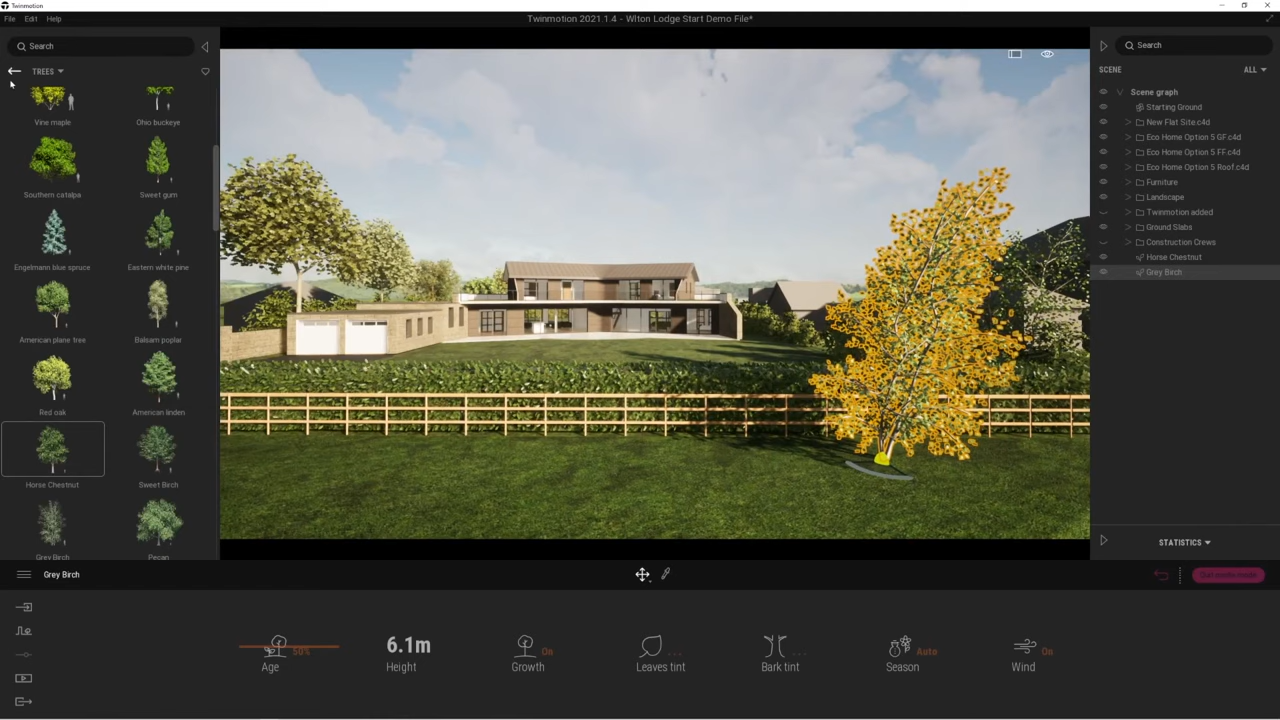 Twinmotion
File Edit Help
Twinmotion 2021.1.4 - Wlton Lodge Start Demo File*
Search
TREES
Vine maple
Ohio buckeye
Southern catalpa
Sweet gum
Engelmann blue spruce
Eastern white pine
American plane tree
Balsam poplar
Red oak
American linden
Horse Chestnut
Sweet Birch
Grey Birch
Pecan
Search
SCENE
ALL
Scene graph
Starting Ground
New Flat Site.c4d
Eco Home Option 5 GF.c4d
Eco Home Option 5 FF.c4d
Eco Home Option 5 Roof.c4d
Furniture
Landscape
Twinmotion added
Ground Slabs
Construction Crews
Horse Chestnut
Grey Birch
STATISTICS
Grey Birch
50%
Age
6.1m
Height
On
Growth
...
Leaves tint
...
Bark tint
Auto
Season
On
Wind